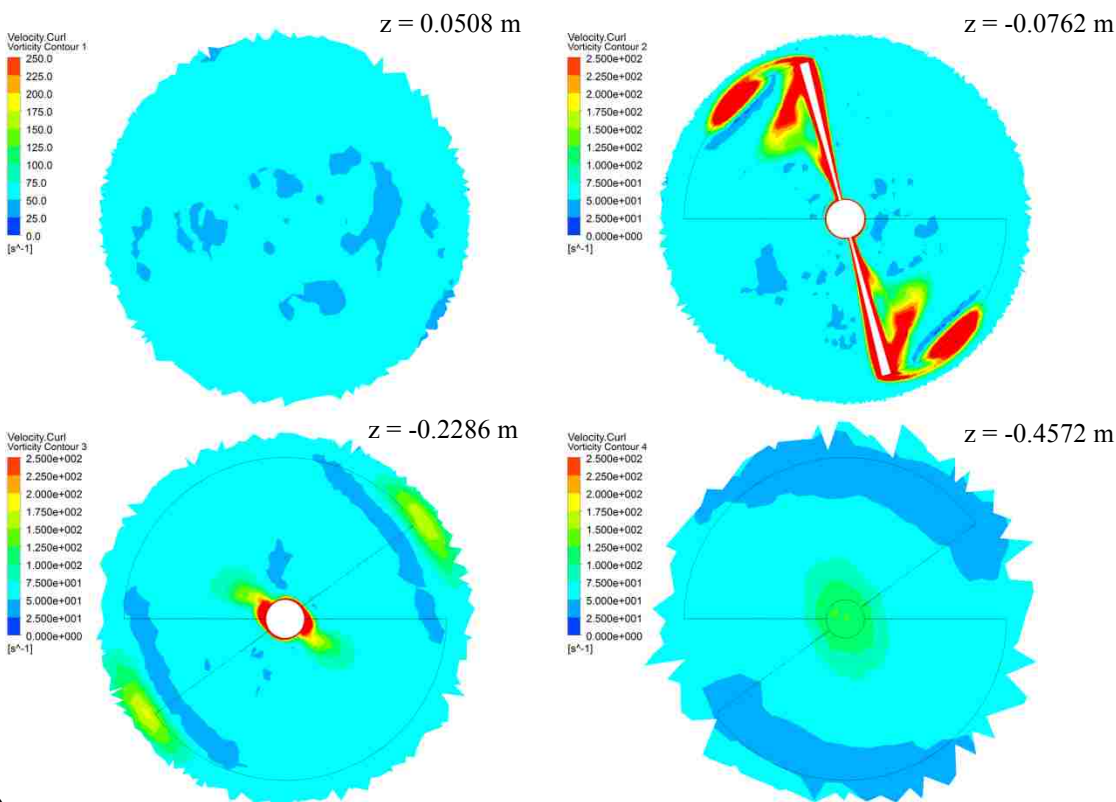 z = 0.0508 m
Velocity.Curl
Vorticity Contour 1
250.0
225.0
200.0
175.0
150.0
125.0
100.0
75.0
50.0
25.0
0.0
[s^-1]
z = -0.0762 m
Velocity.Curl
Vorticity Contour 2
2.500e+002
2.250e+002
2.000e+002
1.750e+002
1.500e+002
1.250e+002
1.000e+002
7.500e+001
5.000e+001
2.500e+001
0.000e+000
[s^-1]
z = -0.2286 m
Velocity.Curl
Vorticity Contour 3
2.500e+002
2.250e+002
2.000e+002
1.750e+002
1.500e+002
1.250e+002
1.000e+002
7.500e+001
5.000e+001
2.500e+001
0.000e+000
[s^-1]
z = -0.4572 m
Velocity.Curl
Vorticity Contour 4
2.500e+002
2.250e+002
2.000e+002
1.750e+002
1.500e+002
1.250e+002
1.000e+002
7.500e+001
5.000e+001
2.500e+001
0.000e+000
[s^-1]